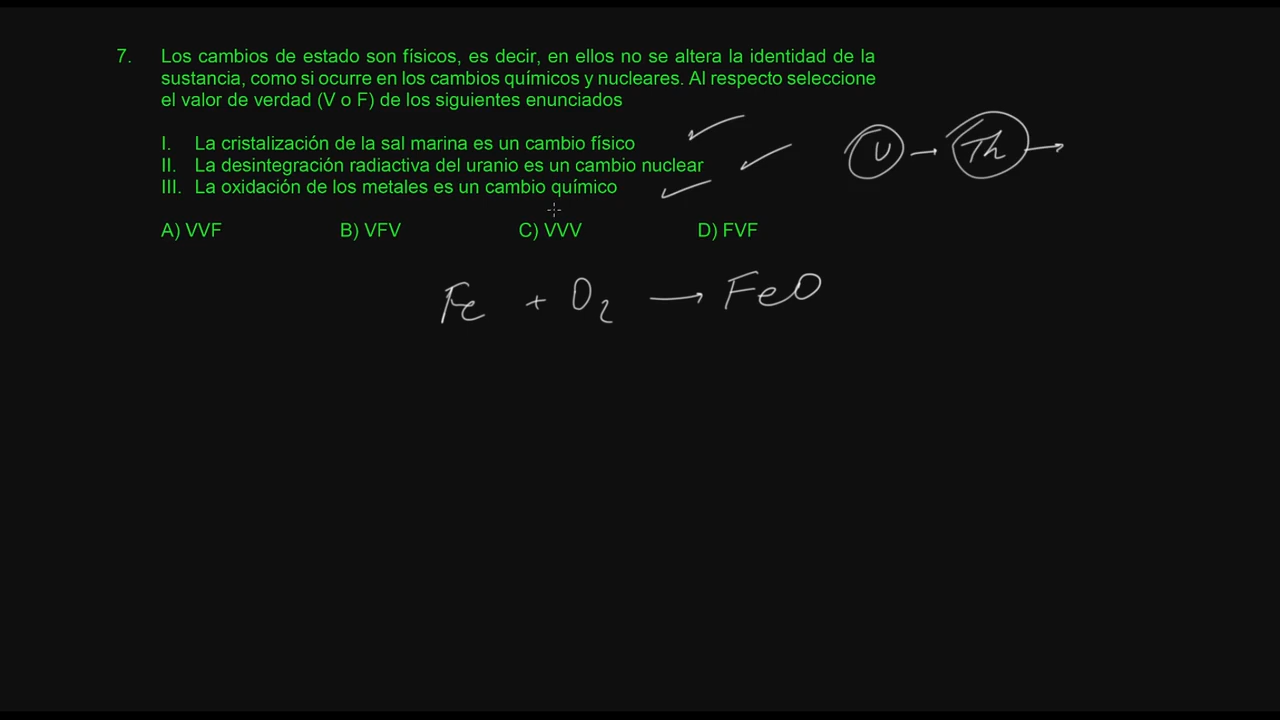 7. Los cambios de estado son físicos, es decir, en ellos no se altera la identidad de la
sustancia, como si ocurre en los cambios químicos y nucleares. Al respecto seleccione
el valor de verdad (V o F) de los siguientes enunciados
I. La cristalización de la sal marina es un cambio físico
II. La desintegración radiactiva del uranio es un cambio nuclear
III. La oxidación de los metales es un cambio químico
U → Th →
A) VVF B) VFV C) VVV D) FVF
Fe + O₂ → FeO